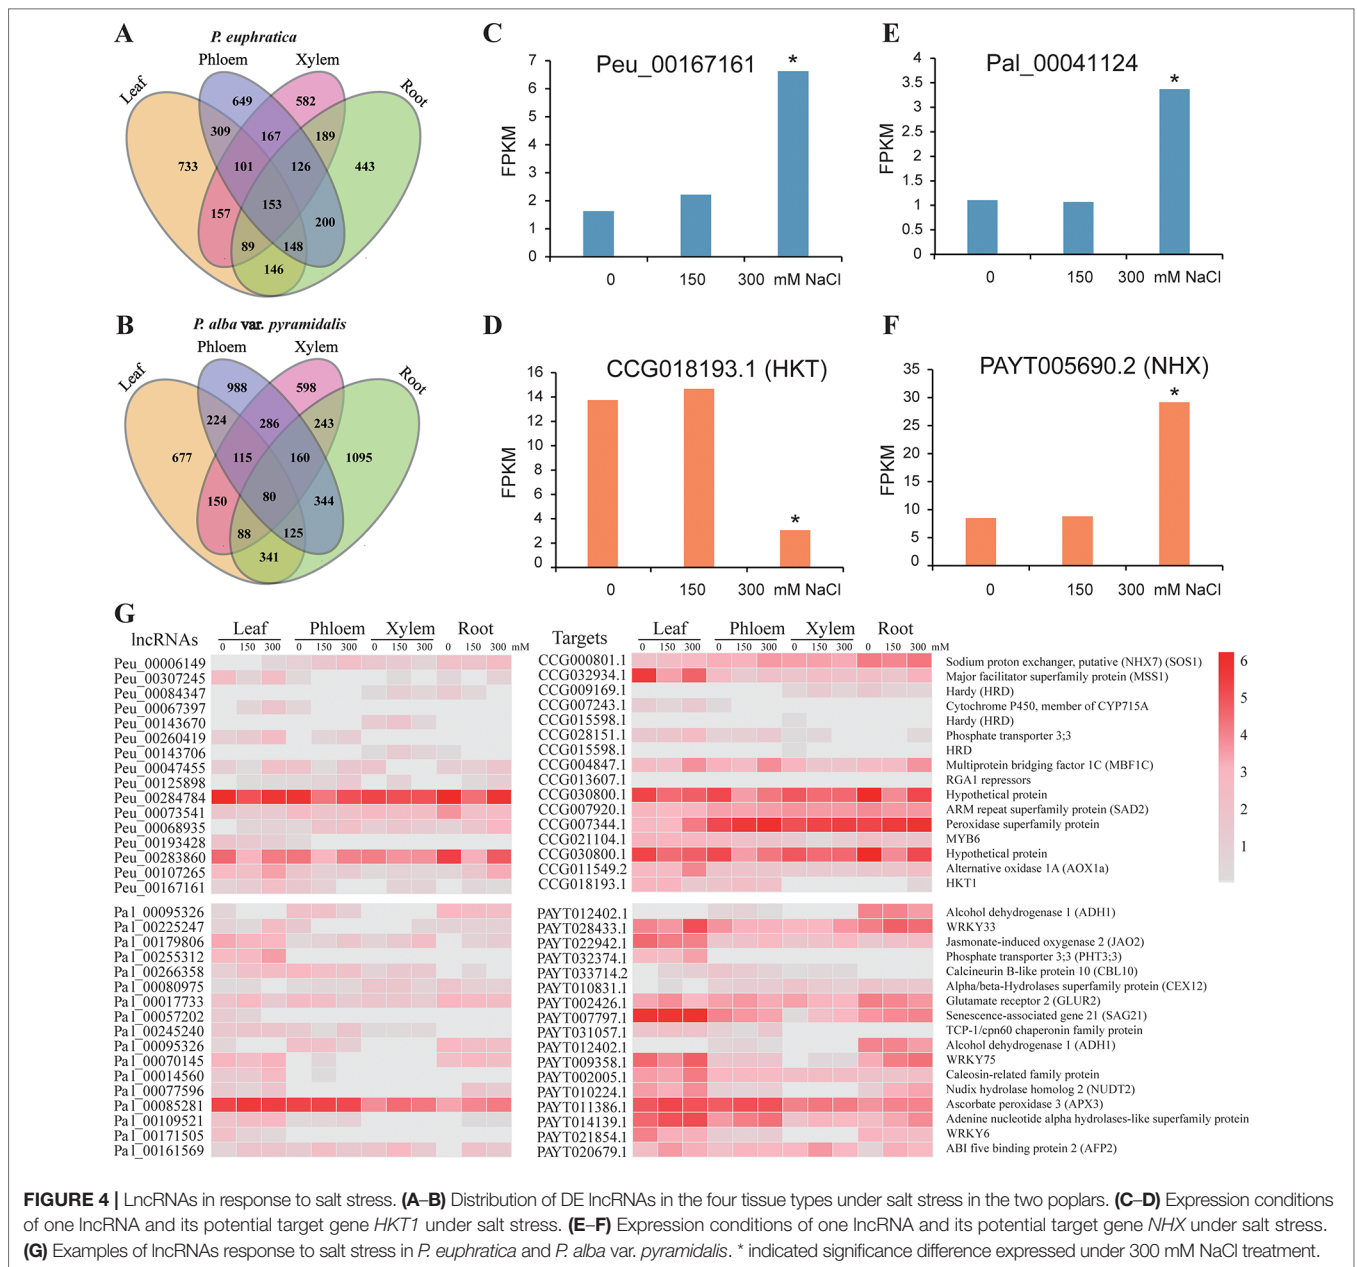 A
P. euphratica
Leaf
Phloem
Xylem
Root
649
582
309
167
189
733
101
126
443
157
153
200
89
148
146
B
P. alba var. pyramidalis
Leaf
Phloem
Xylem
Root
988
598
224
286
243
677
115
160
1095
150
80
344
88
125
341
C
Peu_00167161
FPKM
7
6
5
4
3
2
1
0
*
0 150 300 mM NaCl
D
CCG018193.1 (HKT)
FPKM
16
14
12
10
8
6
4
2
0
*
0 150 300 mM NaCl
E
Pal_00041124
FPKM
4
3.5
3
2.5
2
1.5
1
0.5
0
*
0 150 300 mM NaCl
F
PAYT005690.2 (NHX)
FPKM
35
30
25
20
15
10
5
0
*
0 150 300 mM NaCl
G
lncRNAs
Leaf Phloem Xylem Root
0 150 300 0 150 300 0 150 300 0 150 300 mM
Peu_00006149
Peu_00307245
Peu_00084347
Peu_00067397
Peu_00143670
Peu_00260419
Peu_00143706
Peu_00047455
Peu_00125898
Peu_00284784
Peu_00073541
Peu_00068935
Peu_00193428
Peu_00283860
Peu_00107265
Peu_00167161
Pal_00095326
Pal_00225247
Pal_00179806
Pal_00255312
Pal_00266358
Pal_00080975
Pal_00017733
Pal_00057202
Pal_00245240
Pal_00095326
Pal_00070145
Pal_00014560
Pal_00077596
Pal_00085281
Pal_00109521
Pal_00171505
Pal_00161569
Targets
Leaf Phloem Xylem Root
0 150 300 0 150 300 0 150 300 0 150 300 mM
CCG000801.1 Sodium proton exchanger, putative (NHX7) (SOS1)
CCG032934.1 Major facilitator superfamily protein (MSS1)
CCG009169.1 Hardy (HRD)
CCG007243.1 Cytochrome P450, member of CYP715A
CCG015598.1 Hardy (HRD)
CCG028151.1 Phosphate transporter 3;3
CCG015598.1 HRD
CCG004847.1 Multiprotein bridging factor 1C (MBF1C)
CCG013607.1 RGA1 repressors
CCG030800.1 Hypothetical protein
CCG007920.1 ARM repeat superfamily protein (SAD2)
CCG007344.1 Peroxidase superfamily protein
CCG021104.1 MYB6
CCG030800.1 Hypothetical protein
CCG011549.2 Alternative oxidase 1A (AOX1a)
CCG018193.1 HKT1
PAYT012402.1 Alcohol dehydrogenase 1 (ADH1)
PAYT028433.1 WRKY33
PAYT022942.1 Jasmonate-induced oxygenase 2 (JAO2)
PAYT032374.1 Phosphate transporter 3;3 (PHT3;3)
PAYT033714.2 Calcineurin B-like protein 10 (CBL10)
PAYT010831.1 Alpha/beta-Hydrolases superfamily protein (CEX12)
PAYT002426.1 Glutamate receptor 2 (GLUR2)
PAYT007797.1 Senescence-associated gene 21 (SAG21)
PAYT031057.1 TCP-1/cpn60 chaperonin family protein
PAYT012402.1 Alcohol dehydrogenase 1 (ADH1)
PAYT009358.1 WRKY75
PAYT002005.1 Caleosin-related family protein
PAYT010224.1 Nudix hydrolase homolog 2 (NUDT2)
PAYT011386.1 Ascorbate peroxidase 3 (APX3)
PAYT014139.1 Adenine nucleotide alpha hydrolases-like superfamily protein
PAYT021854.1 WRKY6
PAYT020679.1 ABI five binding protein 2 (AFP2)
6
5
4
3
2
1
FIGURE 4 | LncRNAs in response to salt stress. (A–B) Distribution of DE lncRNAs in the four tissue types under salt stress in the two poplars. (C–D) Expression conditions
of one lncRNA and its potential target gene HKT1 under salt stress. (E–F) Expression conditions of one lncRNA and its potential target gene NHX under salt stress.
(G) Examples of lncRNAs response to salt stress in P. euphratica and P. alba var. pyramidalis. * indicated significance difference expressed under 300 mM NaCl treatment.